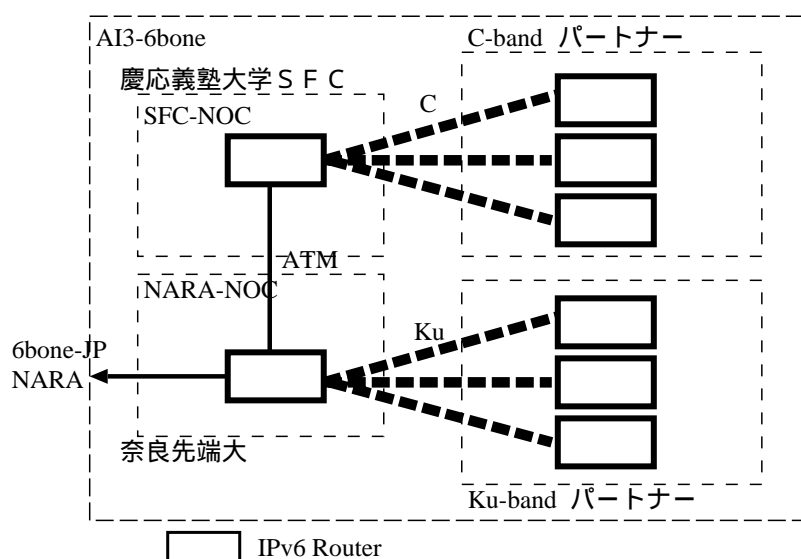 AI3-6bone
C-band パートナー
慶応義塾大学ＳＦＣ
SFC-NOC
C
ATM
NARA-NOC
Ku
6bone-JP
NARA
奈良先端大
Ku-band パートナー
IPv6 Router